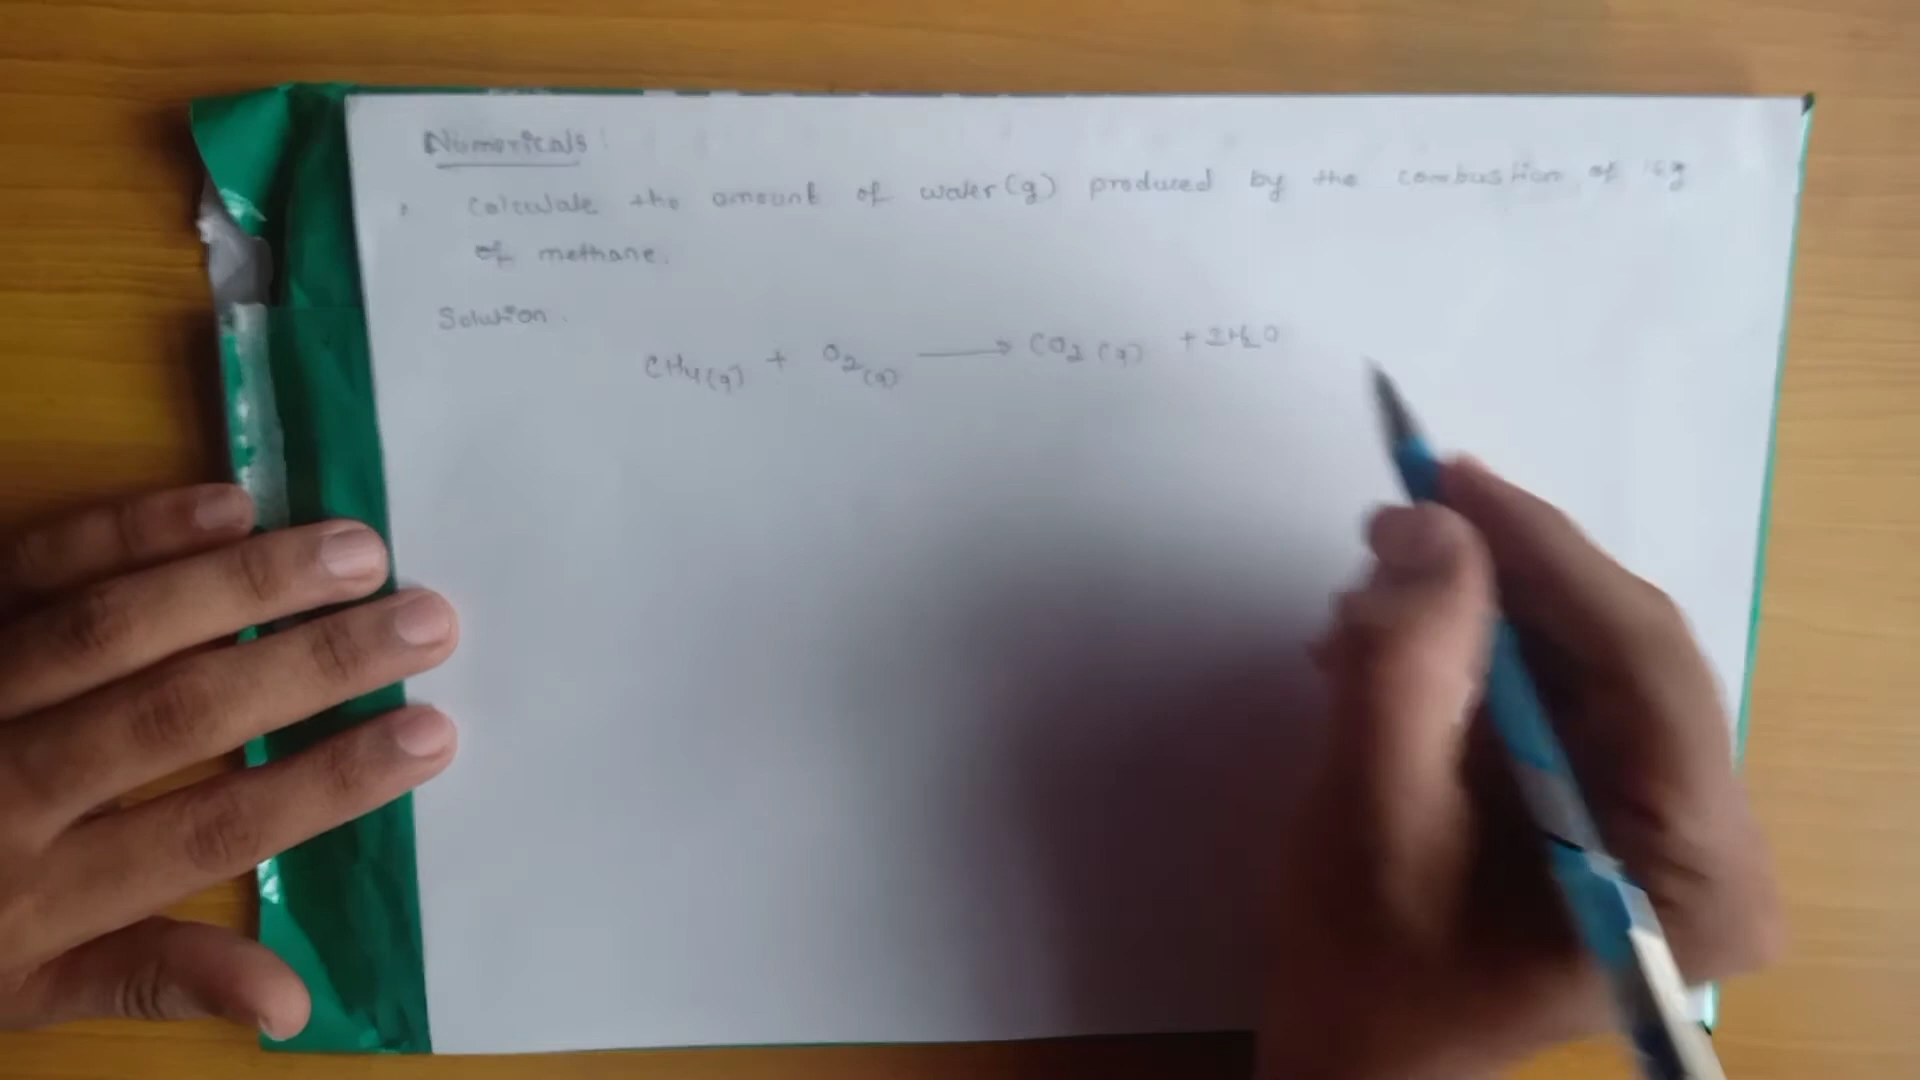 Numericals :
Calculate the amount of water (g) produced by the combustion of 16g
of methane.
Solution.
CH4(g) + O2(g) → CO2 (g) + 2H2O